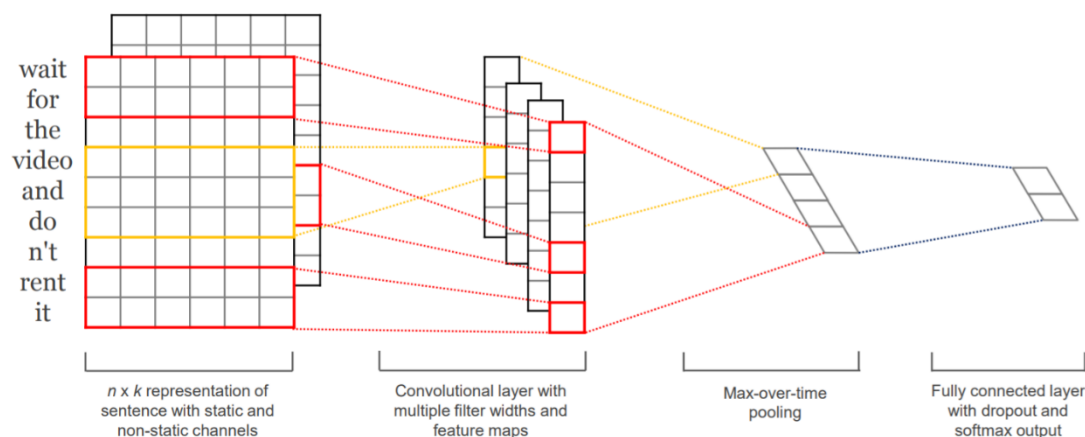 wait
for
the
video
and
do
n't
rent
it
n x k representation of
sentence with static and
non-static channels
Convolutional layer with
multiple filter widths and
feature maps
Max-over-time
pooling
Fully connected layer
with dropout and
softmax output